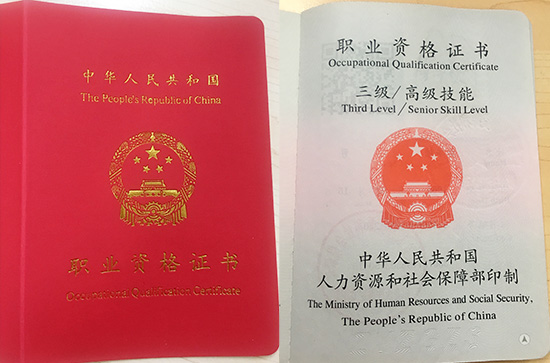 中华人民共和国
The People's Republic of China
职业资格证书
Occupational Qualification Certificate
职业资格证书
Occupational Qualification Certificate
三级/高级技能
Third Level/Senior Skill Level
中华人民共和国
人力资源和社会保障部印制
The Ministry of Human Resources and Social Security,
The People's Republic of China